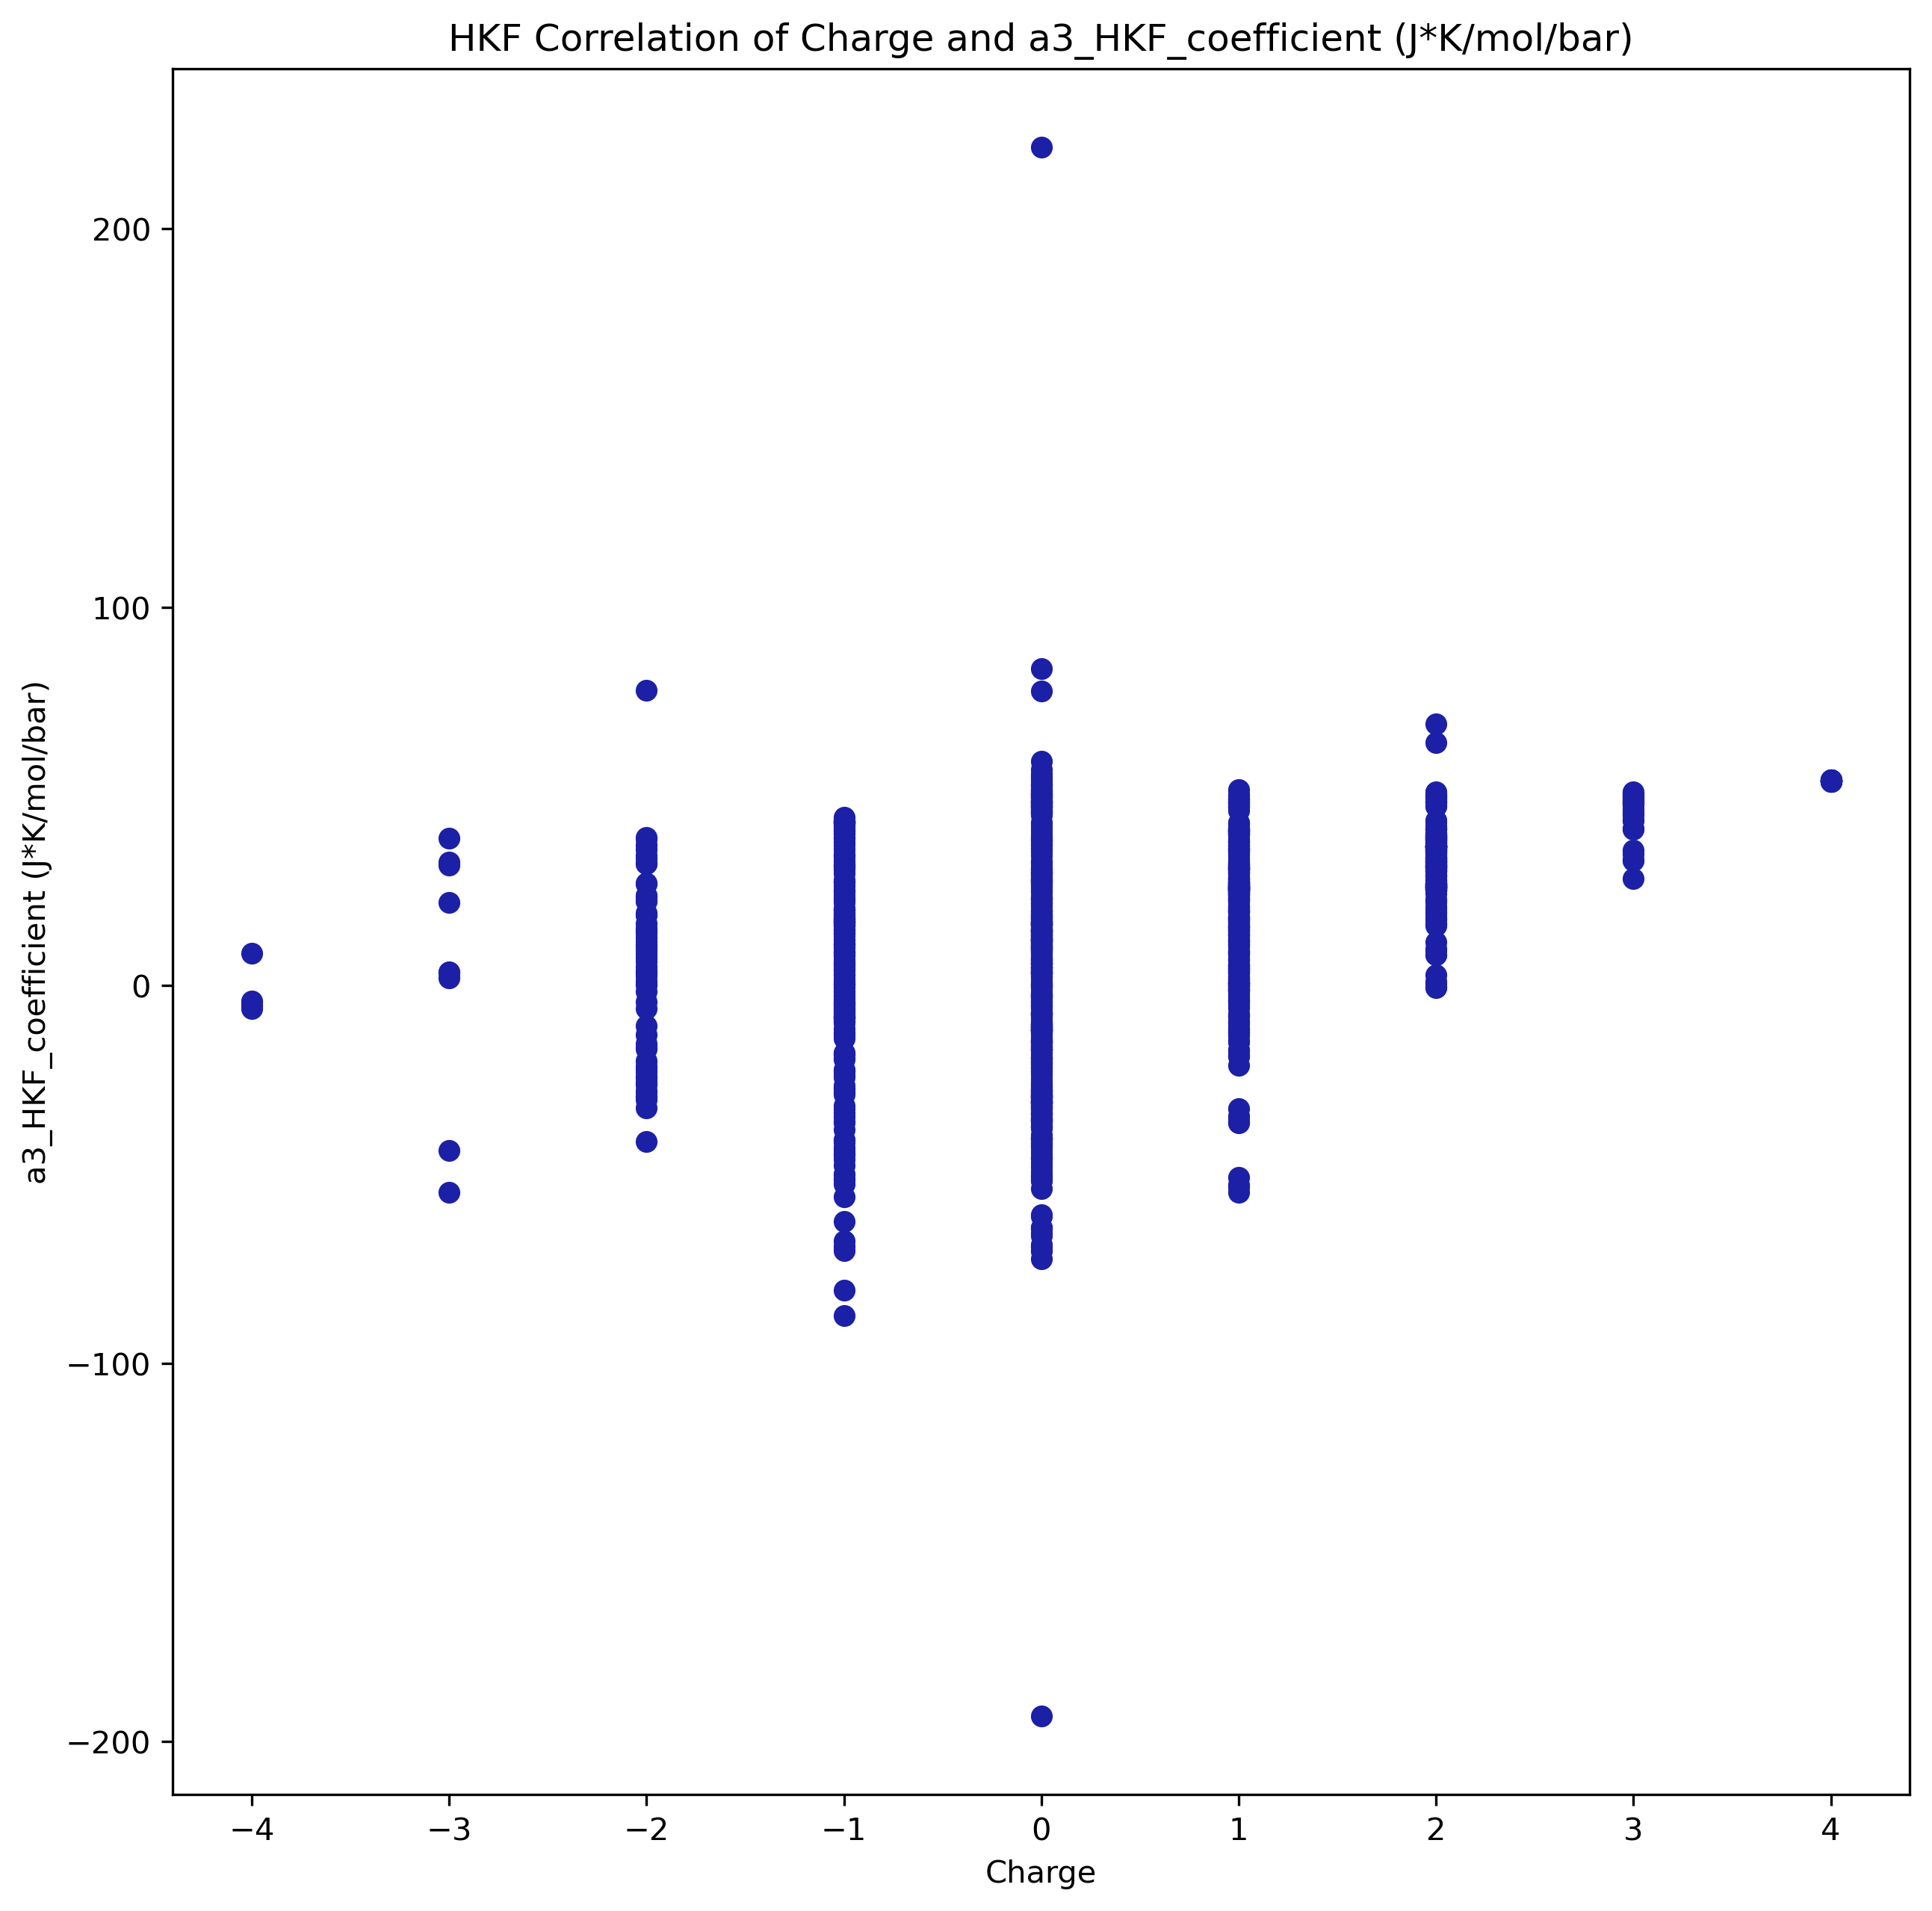 HKF Correlation of Charge and a3_HKF_coefficient (J*K/mol/bar)
a3_HKF_coefficient (J*K/mol/bar)
200
100
0
−100
−200
−4 −3 −2 −1 0 1 2 3 4
Charge